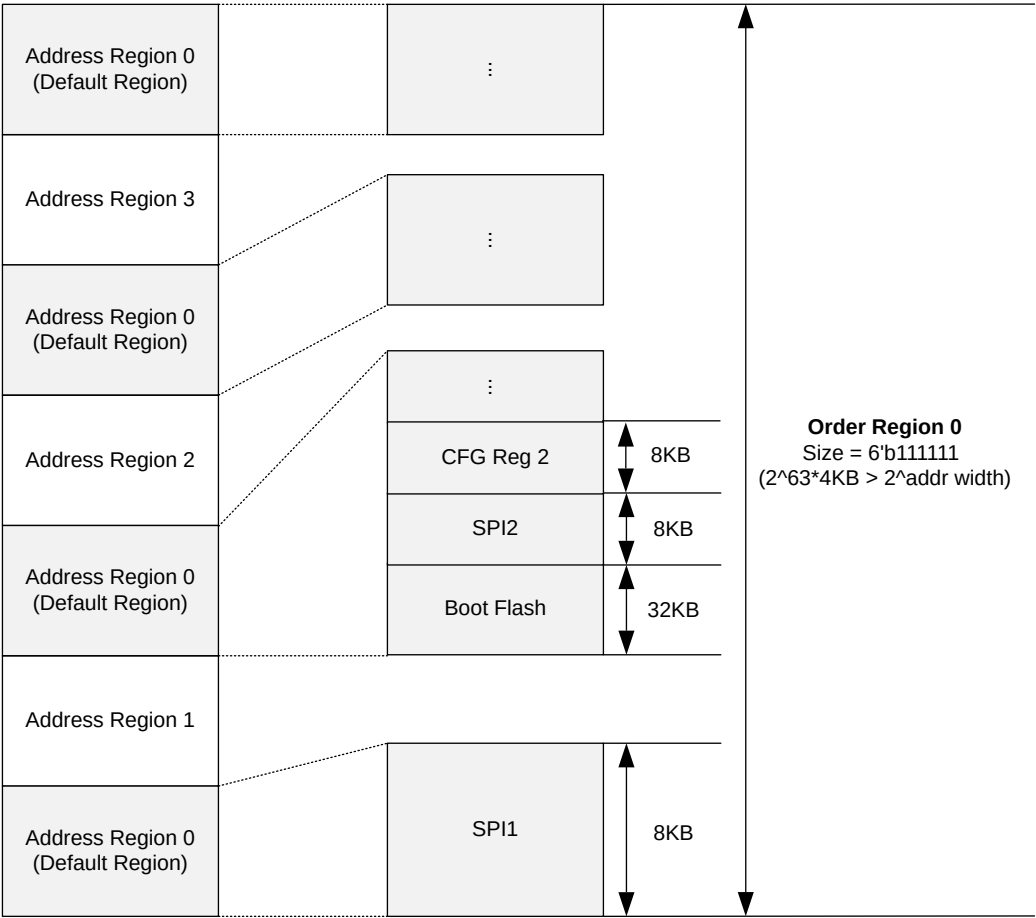 Address Region 0
(Default Region)
Address Region 3
Address Region 0
(Default Region)
Address Region 2
Address Region 0
(Default Region)
Address Region 1
Address Region 0
(Default Region)
...
...
...
CFG Reg 2
SPI2
Boot Flash
SPI1
8KB
8KB
32KB
8KB
Order Region 0
Size = 6'b111111
(2^63*4KB > 2^addr width)